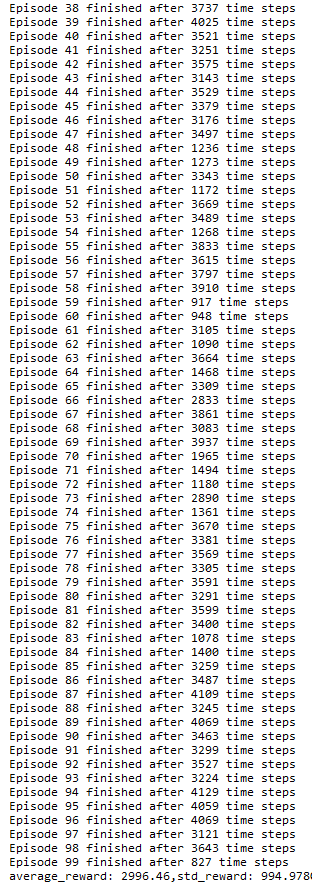 Episode 38 finished after 3737 time steps
Episode 39 finished after 4025 time steps
Episode 40 finished after 3521 time steps
Episode 41 finished after 3251 time steps
Episode 42 finished after 3575 time steps
Episode 43 finished after 3143 time steps
Episode 44 finished after 3529 time steps
Episode 45 finished after 3379 time steps
Episode 46 finished after 3176 time steps
Episode 47 finished after 3497 time steps
Episode 48 finished after 1236 time steps
Episode 49 finished after 1273 time steps
Episode 50 finished after 3343 time steps
Episode 51 finished after 1172 time steps
Episode 52 finished after 3669 time steps
Episode 53 finished after 3489 time steps
Episode 54 finished after 1268 time steps
Episode 55 finished after 3833 time steps
Episode 56 finished after 3615 time steps
Episode 57 finished after 3797 time steps
Episode 58 finished after 3910 time steps
Episode 59 finished after 917 time steps
Episode 60 finished after 948 time steps
Episode 61 finished after 3105 time steps
Episode 62 finished after 1090 time steps
Episode 63 finished after 3664 time steps
Episode 64 finished after 1468 time steps
Episode 65 finished after 3309 time steps
Episode 66 finished after 2833 time steps
Episode 67 finished after 3861 time steps
Episode 68 finished after 3083 time steps
Episode 69 finished after 3937 time steps
Episode 70 finished after 1965 time steps
Episode 71 finished after 1494 time steps
Episode 72 finished after 1180 time steps
Episode 73 finished after 2890 time steps
Episode 74 finished after 1361 time steps
Episode 75 finished after 3670 time steps
Episode 76 finished after 3381 time steps
Episode 77 finished after 3569 time steps
Episode 78 finished after 3305 time steps
Episode 79 finished after 3591 time steps
Episode 80 finished after 3291 time steps
Episode 81 finished after 3599 time steps
Episode 82 finished after 3400 time steps
Episode 83 finished after 1078 time steps
Episode 84 finished after 1400 time steps
Episode 85 finished after 3259 time steps
Episode 86 finished after 3487 time steps
Episode 87 finished after 4109 time steps
Episode 88 finished after 3245 time steps
Episode 89 finished after 4069 time steps
Episode 90 finished after 3463 time steps
Episode 91 finished after 3299 time steps
Episode 92 finished after 3527 time steps
Episode 93 finished after 3224 time steps
Episode 94 finished after 4129 time steps
Episode 95 finished after 4059 time steps
Episode 96 finished after 4069 time steps
Episode 97 finished after 3121 time steps
Episode 98 finished after 3643 time steps
Episode 99 finished after 827 time steps
average_reward: 2996.46,std_reward: 994.978